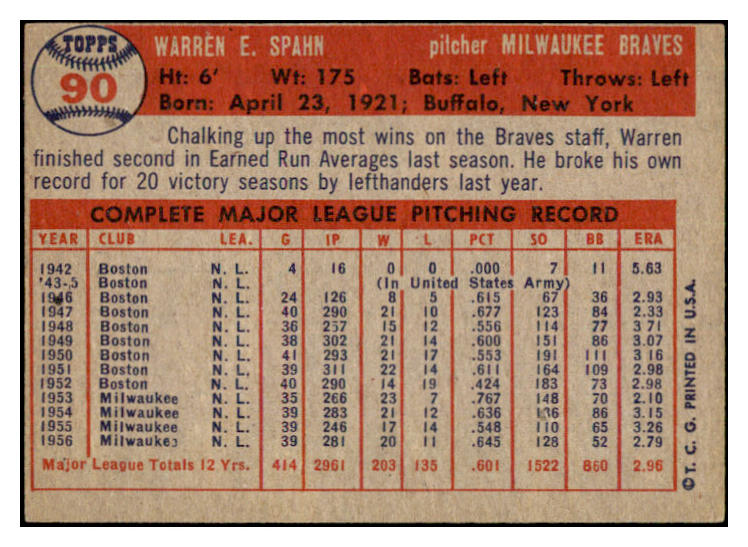 TOPPS
90
WARREN E. SPAHN pitcher MILWAUKEE BRAVES
Ht: 6' Wt: 175 Bats: Left Throws: Left
Born: April 23, 1921; Buffalo, New York
Chalking up the most wins on the Braves staff, Warren
finished second in Earned Run Averages last season. He broke his own
record for 20 victory seasons by lefthanders last year.
COMPLETE MAJOR LEAGUE PITCHING RECORD
YEAR CLUB LEA. G IP W L PCT SO BB ERA
1942 Boston N. L. 4 16 0 0 .000 7 11 5.63
'43-.5 Boston N. L. (In United States Army)
1946 Boston N. L. 24 126 8 5 .615 67 36 2.93
1947 Boston N. L. 40 290 21 10 .677 123 84 2.33
1948 Boston N. L. 36 257 15 12 .556 114 77 3 71
1949 Boston N. L. 38 302 21 14 .600 151 86 3.07
1950 Boston N. L. 41 293 21 17 .553 191 111 3 16
1951 Boston N. L. 39 311 22 14 .611 164 109 2.98
1952 Boston N. L. 40 290 14 19 .424 183 73 2.98
1953 Milwaukee N. L. 35 266 23 7 .767 148 70 2.10
1954 Milwaukee N. L. 39 283 21 12 .636 136 86 3.15
1955 Milwaukee N. L. 39 246 17 14 .548 110 65 3.26
1956 Milwaukee N. L. 39 281 20 11 .645 128 52 2.79
Major League Totals 12 Yrs. 414 2961 203 135 .601 1522 860 2.96
© T. C. G. PRINTED IN U.S.A.